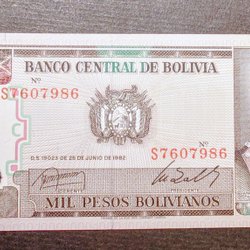 BANCO CENTRAL DE BOLIVIA
Nº Nº
S7607986
S7607986
D.S. 19023 DE 25 DE JUNIO DE 1982
GERENTE PRESIDENTE
MIL PESOS BOLIVIANOS